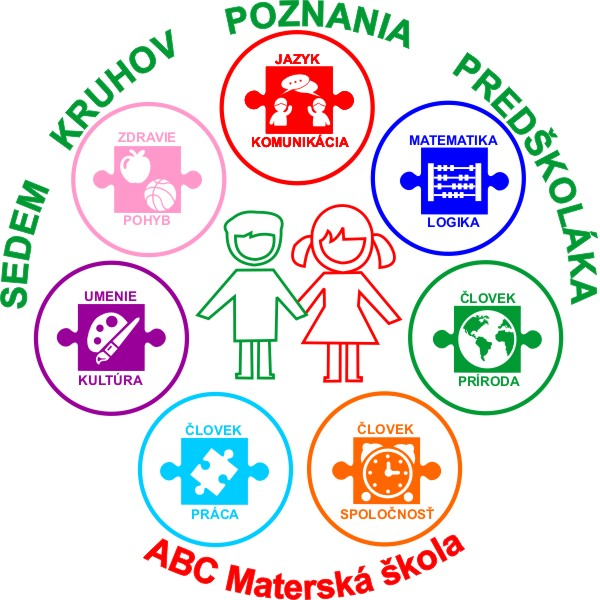 SEDEM KRUHOV POZNANIA PREDŠKOLÁKA
JAZYK
KOMUNIKÁCIA
MATEMATIKA
LOGIKA
ČLOVEK
PRÍRODA
ČLOVEK
SPOLOČNOSŤ
ČLOVEK
PRÁCA
UMENIE
KULTÚRA
ZDRAVIE
POHYB
ABC Materská škola